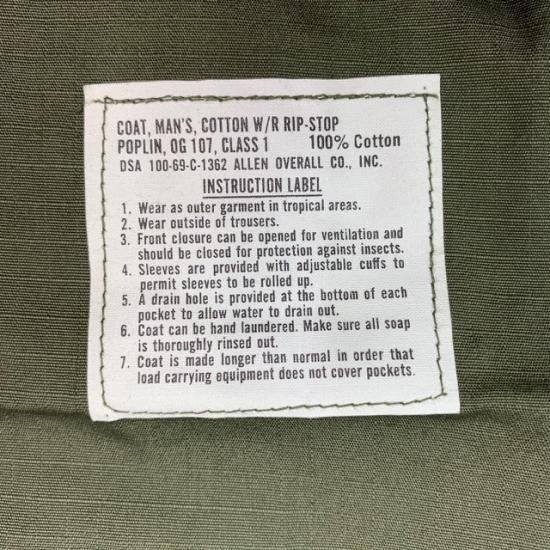 COAT, MAN'S, COTTON W/R RIP-STOP
POPLIN, OG 107, CLASS 1 100% Cotton
DSA 100-69-C-1362 ALLEN OVERALL CO., INC.
INSTRUCTION LABEL
1. Wear as outer garment in tropical areas.
2. Wear outside of trousers.
3. Front closure can be opened for ventilation and
should be closed for protection against insects.
4. Sleeves are provided with adjustable cuffs to
permit sleeves to be rolled up.
5. A drain hole is provided at the bottom of each
pocket to allow water to drain out.
6. Coat can be hand laundered. Make sure all soap
is thoroughly rinsed out.
7. Coat is made longer than normal in order that
load carrying equipment does not cover pockets.